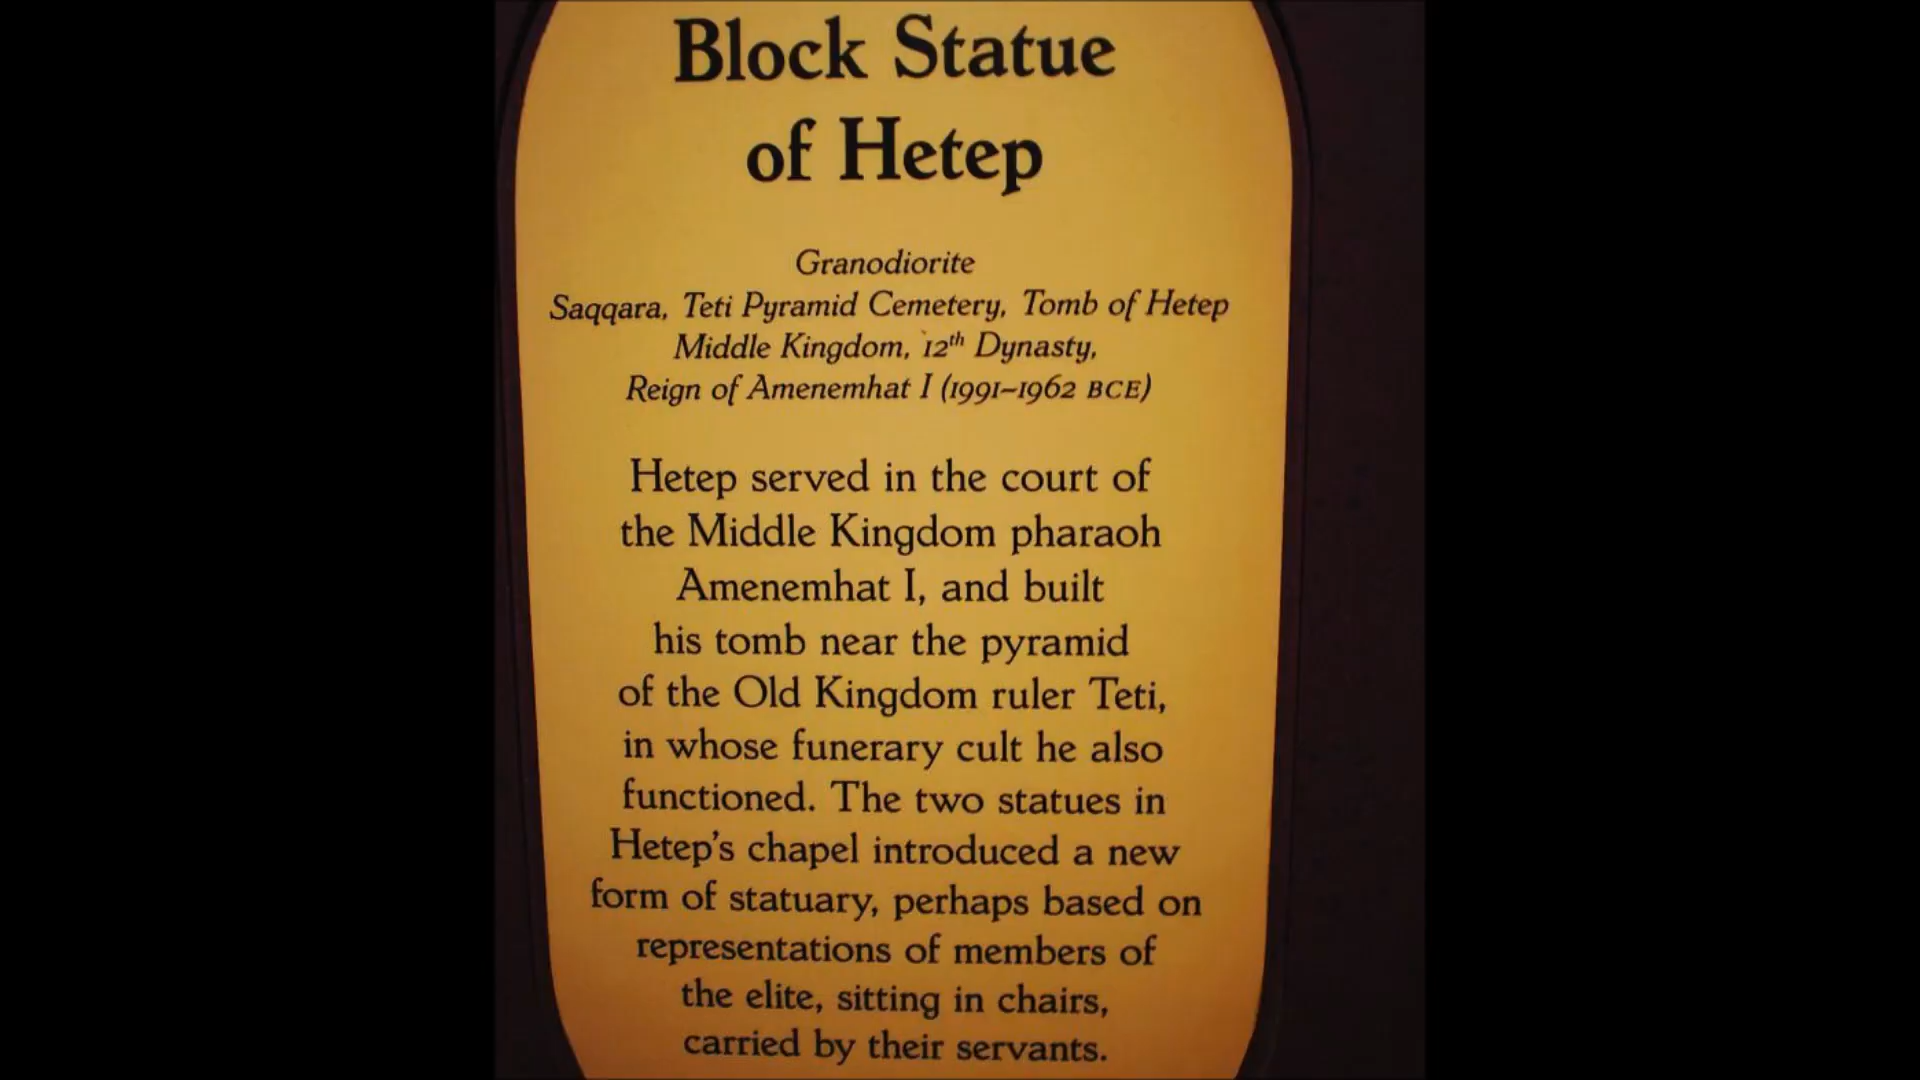 Block Statue
of Hetep
Granodiorite
Saqqara, Teti Pyramid Cemetery, Tomb of Hetep
Middle Kingdom, 12th Dynasty,
Reign of Amenemhat I (1991–1962 BCE)
Hetep served in the court of
the Middle Kingdom pharaoh
Amenemhat I, and built
his tomb near the pyramid
of the Old Kingdom ruler Teti,
in whose funerary cult he also
functioned. The two statues in
Hetep's chapel introduced a new
form of statuary, perhaps based on
representations of members of
the elite, sitting in chairs,
carried by their servants.